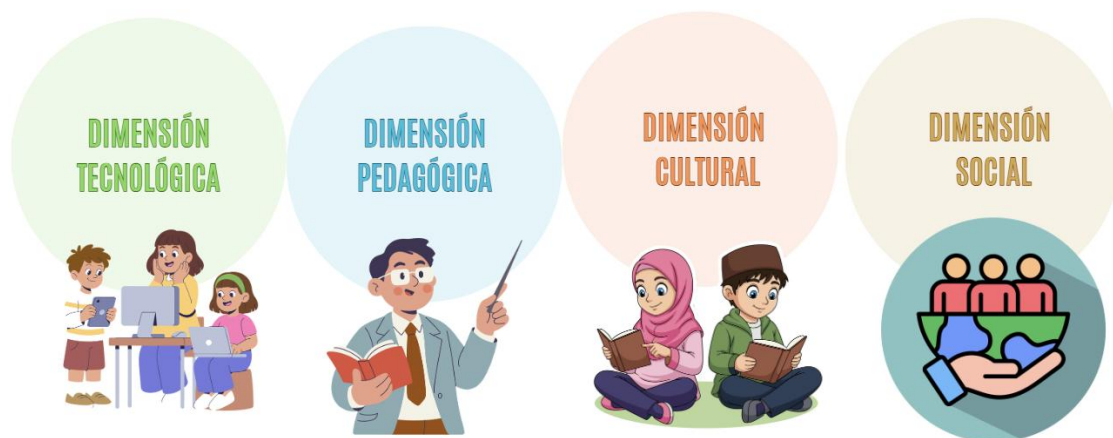 DIMENSIÓN
TECNOLÓGICA
DIMENSIÓN
PEDAGÓGICA
DIMENSIÓN
CULTURAL
DIMENSIÓN
SOCIAL